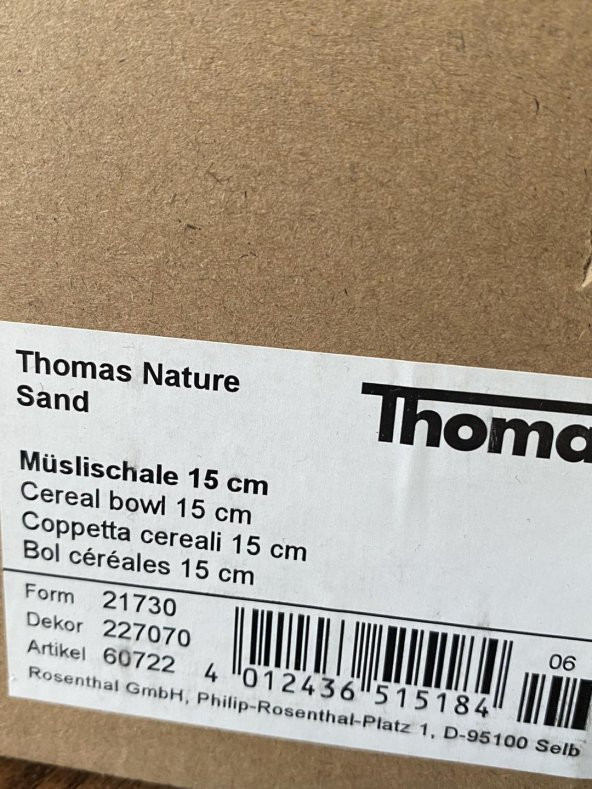 Thomas Nature
Sand
Thoma
Müslischale 15 cm
Cereal bowl 15 cm
Coppetta cereali 15 cm
Bol céréales 15 cm
Form 21730
Dekor 227070
Artikel 60722
4 012436 515184
06
Rosenthal GmbH, Philip-Rosenthal-Platz 1, D-95100 Selb